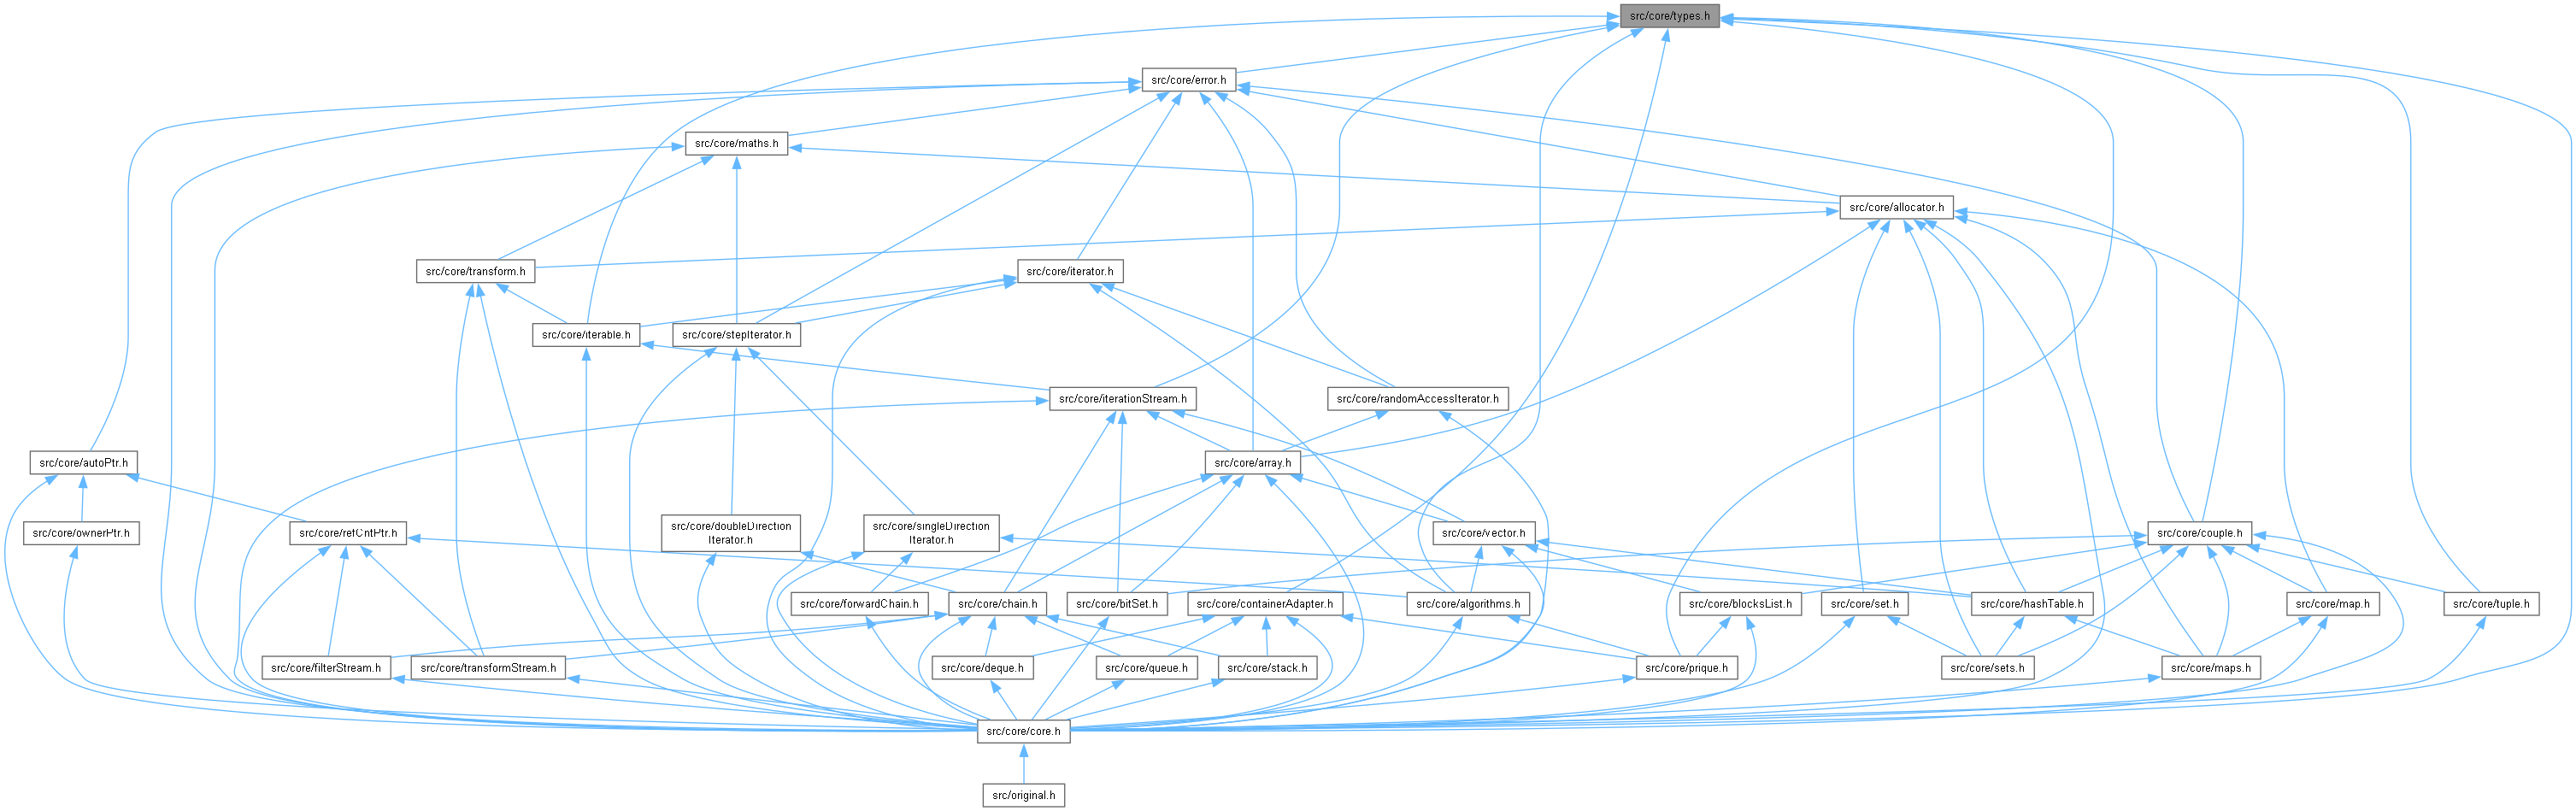 src/core/types.h
src/core/error.h
src/core/maths.h
src/core/allocator.h
src/core/transform.h
src/core/iterator.h
src/core/iterable.h
src/core/stepIterator.h
src/core/iterationStream.h
src/core/randomAccessIterator.h
src/core/autoPtr.h
src/core/array.h
src/core/ownerPtr.h
src/core/refCntPtr.h
src/core/doubleDirection
Iterator.h
src/core/singleDirection
Iterator.h
src/core/vector.h
src/core/couple.h
src/core/forwardChain.h
src/core/chain.h
src/core/bitSet.h
src/core/containerAdapter.h
src/core/algorithms.h
src/core/blocksList.h
src/core/set.h
src/core/hashTable.h
src/core/map.h
src/core/tuple.h
src/core/filterStream.h
src/core/transformStream.h
src/core/deque.h
src/core/queue.h
src/core/stack.h
src/core/prique.h
src/core/sets.h
src/core/maps.h
src/core/core.h
src/original.h